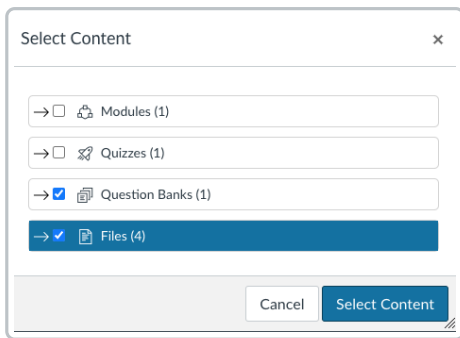 Select Content ×
Modules (1)
Quizzes (1)
Question Banks (1)
Files (4)
Cancel Select Content